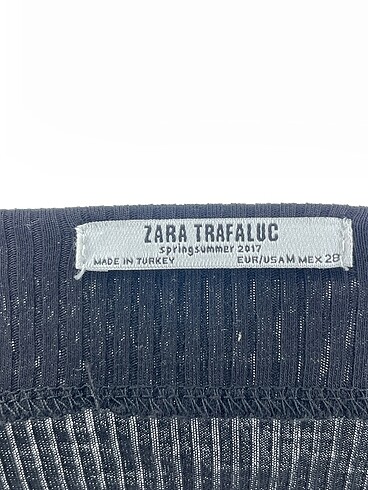 ZARA TRAFALUC
springsummer 2017
MADE IN TURKEY EUR/USA M MEX 28